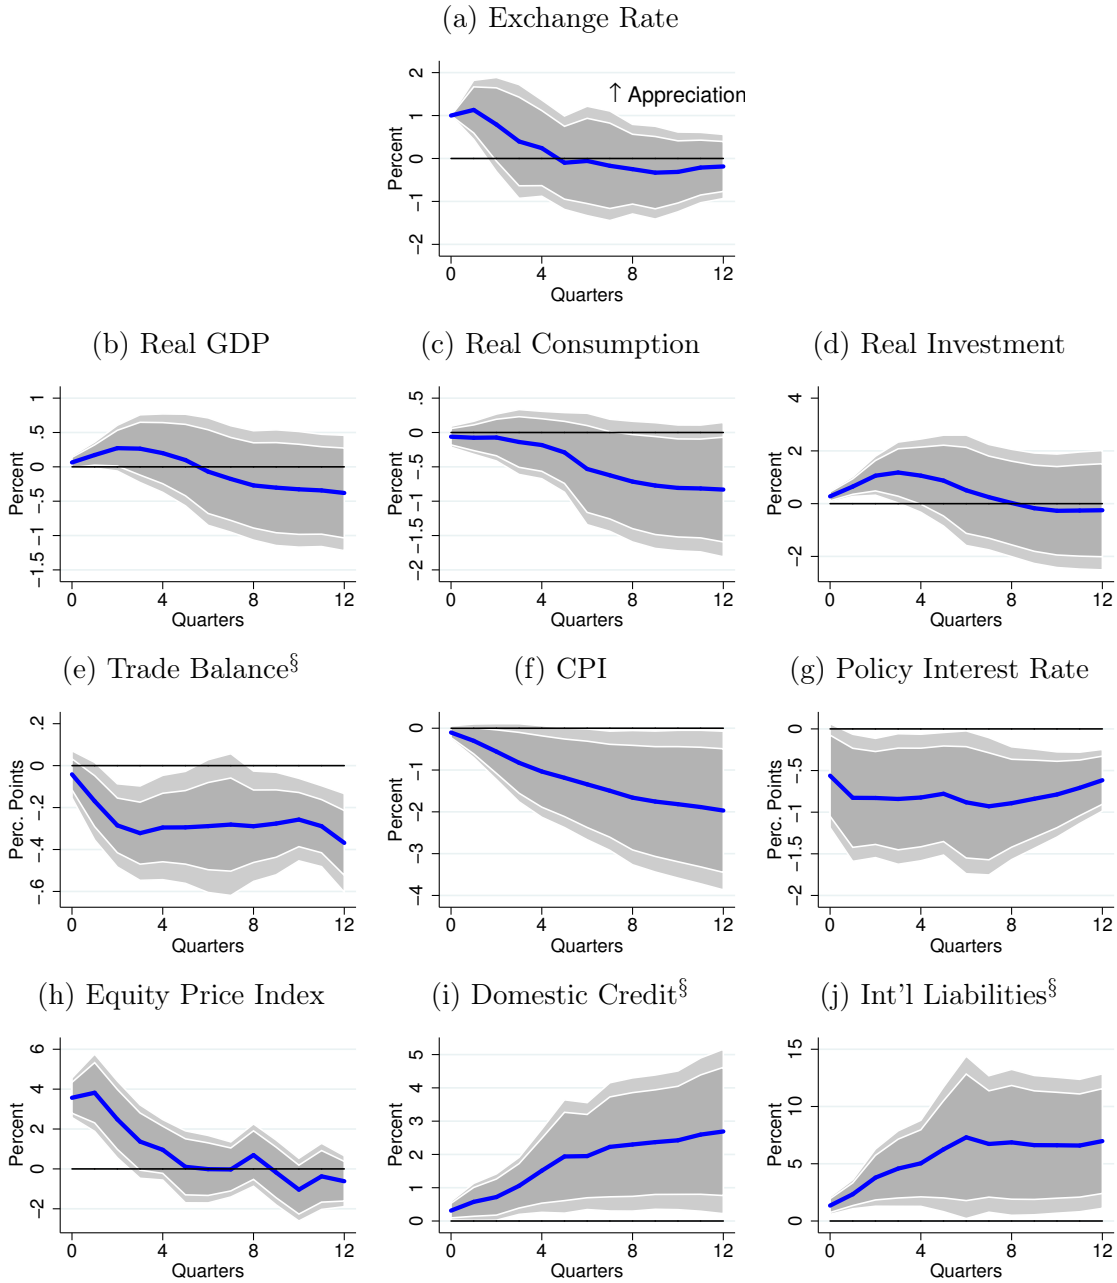 (a) Exchange Rate
2
1
0
−1
−2
Percent
↑ Appreciation
0 4 8 12
Quarters
(b) Real GDP
1
.5
0
−.5
−1
−1.5
Percent
0 4 8 12
Quarters
(c) Real Consumption
.5
0
−.5
−1
−1.5
−2
Percent
0 4 8 12
Quarters
(d) Real Investment
4
2
0
−2
Percent
0 4 8 12
Quarters
(e) Trade Balance§
.2
0
−.2
−.4
−.6
Perc. Points
0 4 8 12
Quarters
(f) CPI
0
−1
−2
−3
−4
Percent
0 4 8 12
Quarters
(g) Policy Interest Rate
0
−.5
−1
−1.5
−2
Perc. Points
0 4 8 12
Quarters
(h) Equity Price Index
6
4
2
0
−2
Percent
0 4 8 12
Quarters
(i) Domestic Credit§
5
4
3
2
1
0
Percent
0 4 8 12
Quarters
(j) Int'l Liabilities§
15
10
5
0
Percent
0 4 8 12
Quarters